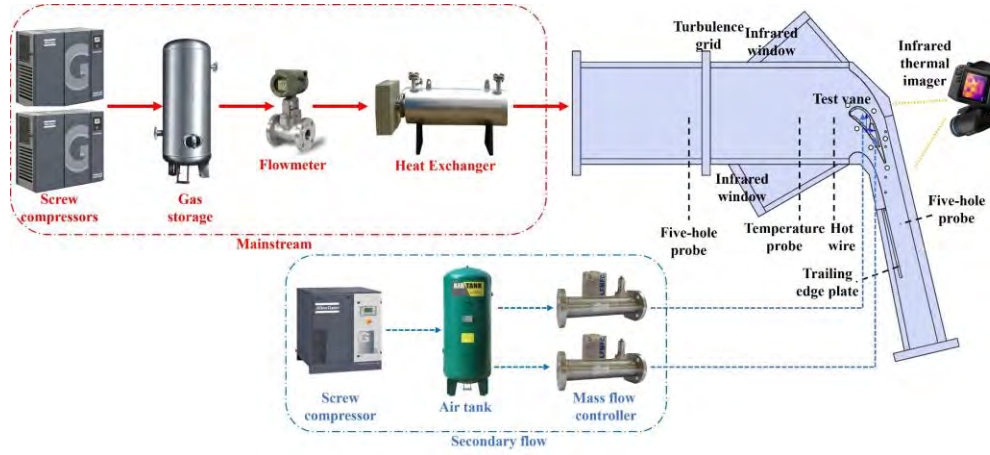 Turbulence
grid
Infrared
window
Infrared
thermal
imager
Test vane
Flowmeter
Heat Exchanger
Screw
compressors
Gas
storage
Mainstream
Infrared
window
Five-hole
probe
Temperature
probe
Hot
wire
Five-hole
probe
Trailing
edge plate
AIR TANK
Screw
compressor
Air tank
Mass flow
controller
Secondary flow